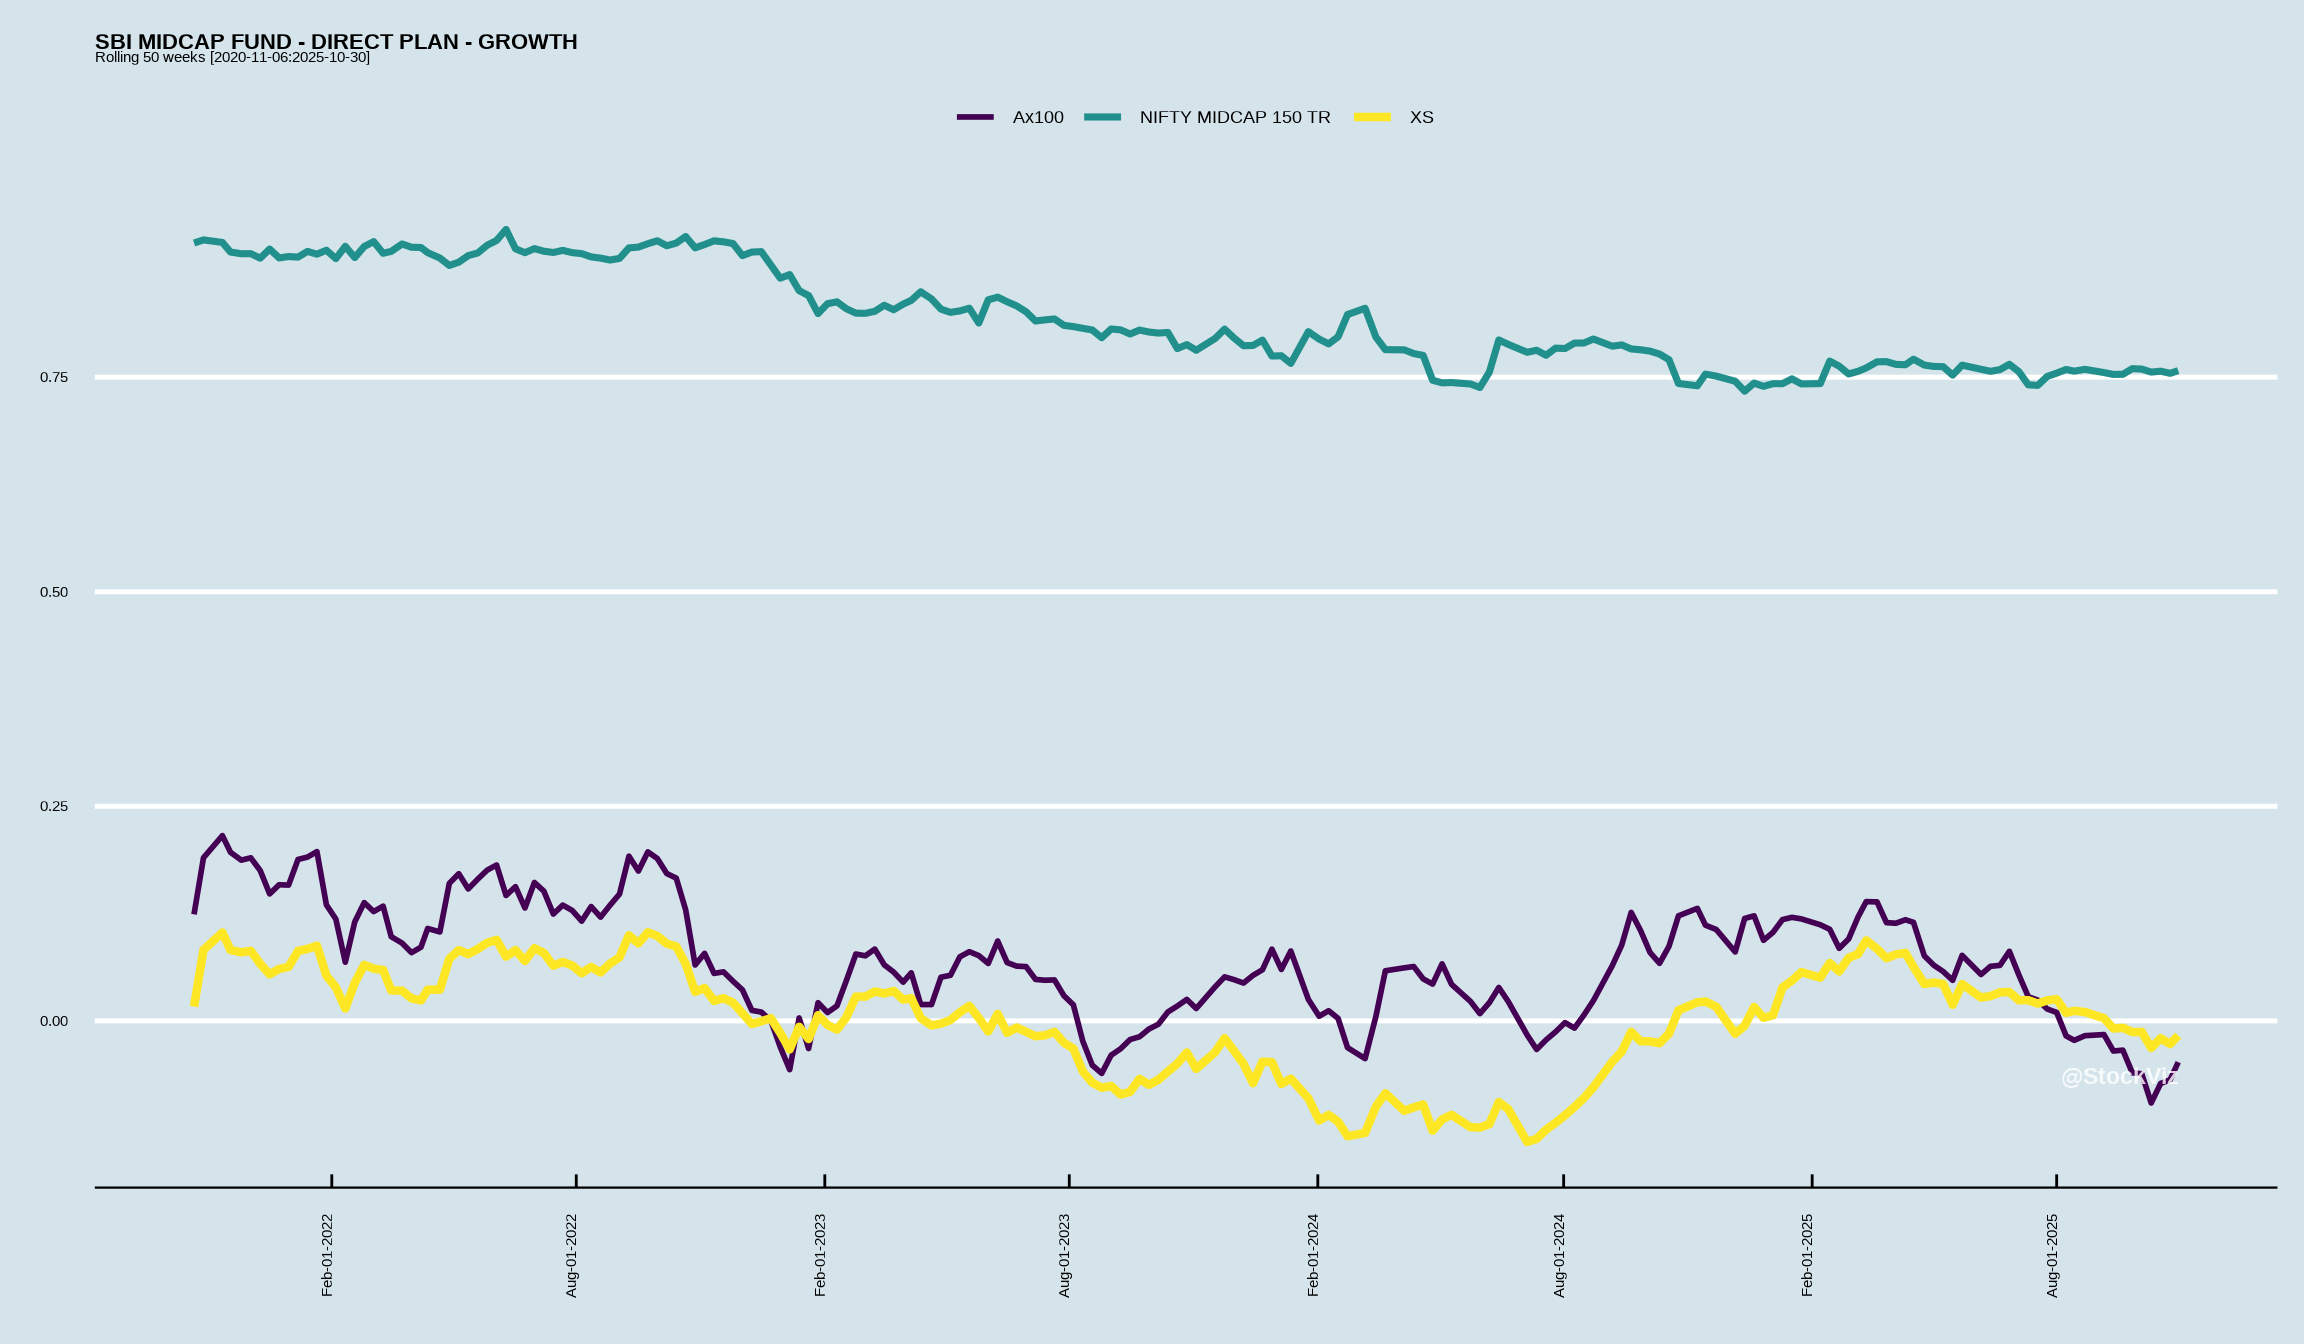 SBI MIDCAP FUND - DIRECT PLAN - GROWTH
Rolling 50 weeks [2020-11-06:2025-10-30]
Ax100 NIFTY MIDCAP 150 TR XS
0.75
0.50
0.25
0.00
@StockViz
Feb-01-2022
Aug-01-2022
Feb-01-2023
Aug-01-2023
Feb-01-2024
Aug-01-2024
Feb-01-2025
Aug-01-2025